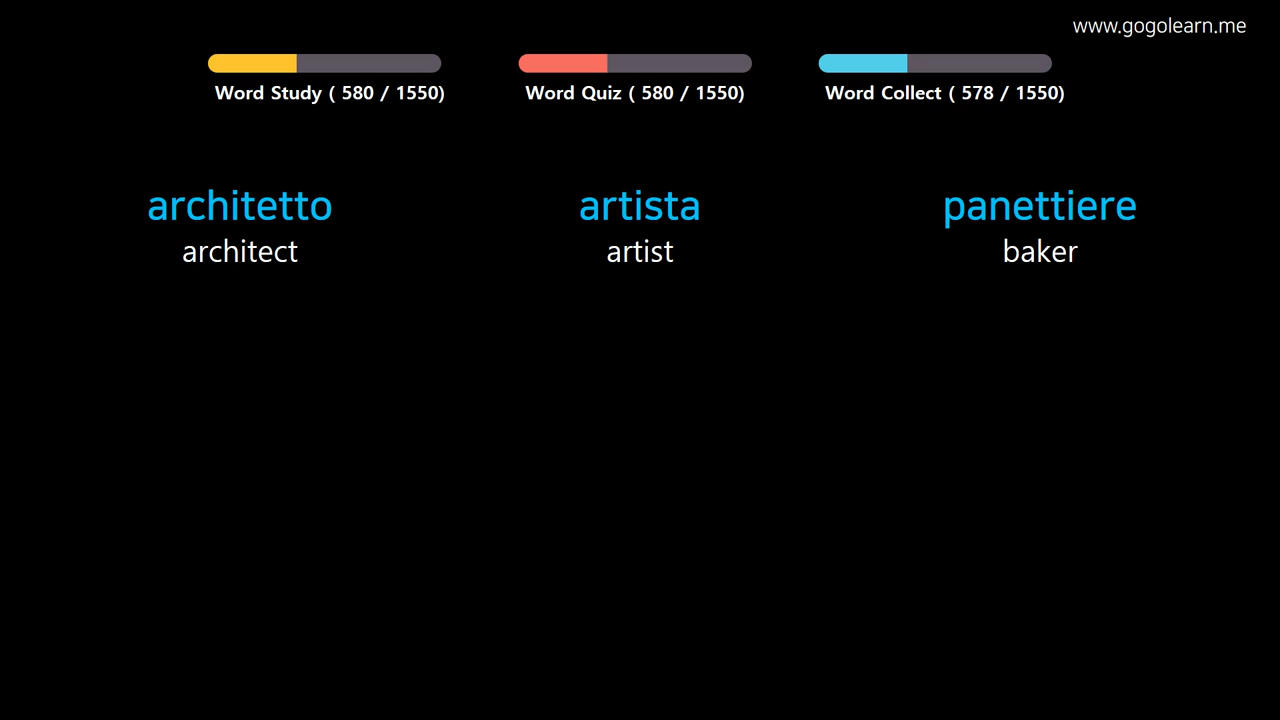 www.gogolearn.me
Word Study ( 580 / 1550)
Word Quiz ( 580 / 1550)
Word Collect ( 578 / 1550)
architetto
architect
artista
artist
panettiere
baker